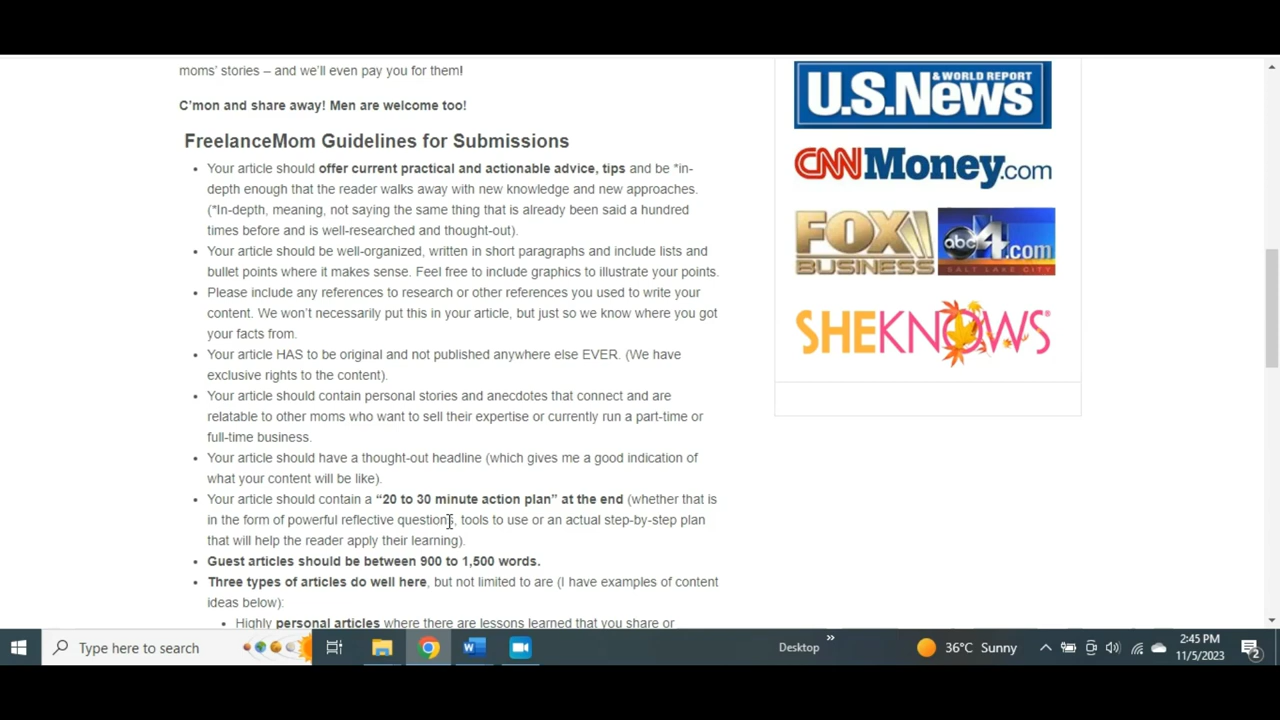 moms' stories – and we'll even pay you for them!
C'mon and share away! Men are welcome too!
FreelanceMom Guidelines for Submissions
Your article should offer current practical and actionable advice, tips and be *in-
depth enough that the reader walks away with new knowledge and new approaches.
(*In-depth, meaning, not saying the same thing that is already been said a hundred
times before and is well-researched and thought-out).
Your article should be well-organized, written in short paragraphs and include lists and
bullet points where it makes sense. Feel free to include graphics to illustrate your points.
Please include any references to research or other references you used to write your
content. We won't necessarily put this in your article, but just so we know where you got
your facts from.
Your article HAS to be original and not published anywhere else EVER. (We have
exclusive rights to the content).
Your article should contain personal stories and anecdotes that connect and are
relatable to other moms who want to sell their expertise or currently run a part-time or
full-time business.
Your article should have a thought-out headline (which gives me a good indication of
what your content will be like).
Your article should contain a “20 to 30 minute action plan” at the end (whether that is
in the form of powerful reflective questions, tools to use or an actual step-by-step plan
that will help the reader apply their learning).
Guest articles should be between 900 to 1,500 words.
Three types of articles do well here, but not limited to are (I have examples of content
ideas below):
Highly personal articles where there are lessons learned that you share or
U.S.News
& WORLD REPORT
CNNMoney.com
FOX
BUSINESS
abc 4.com
SALT LAKE CITY
SHEKNOWS
Type here to search
Desktop
36°C Sunny
2:45 PM
11/5/2023
2